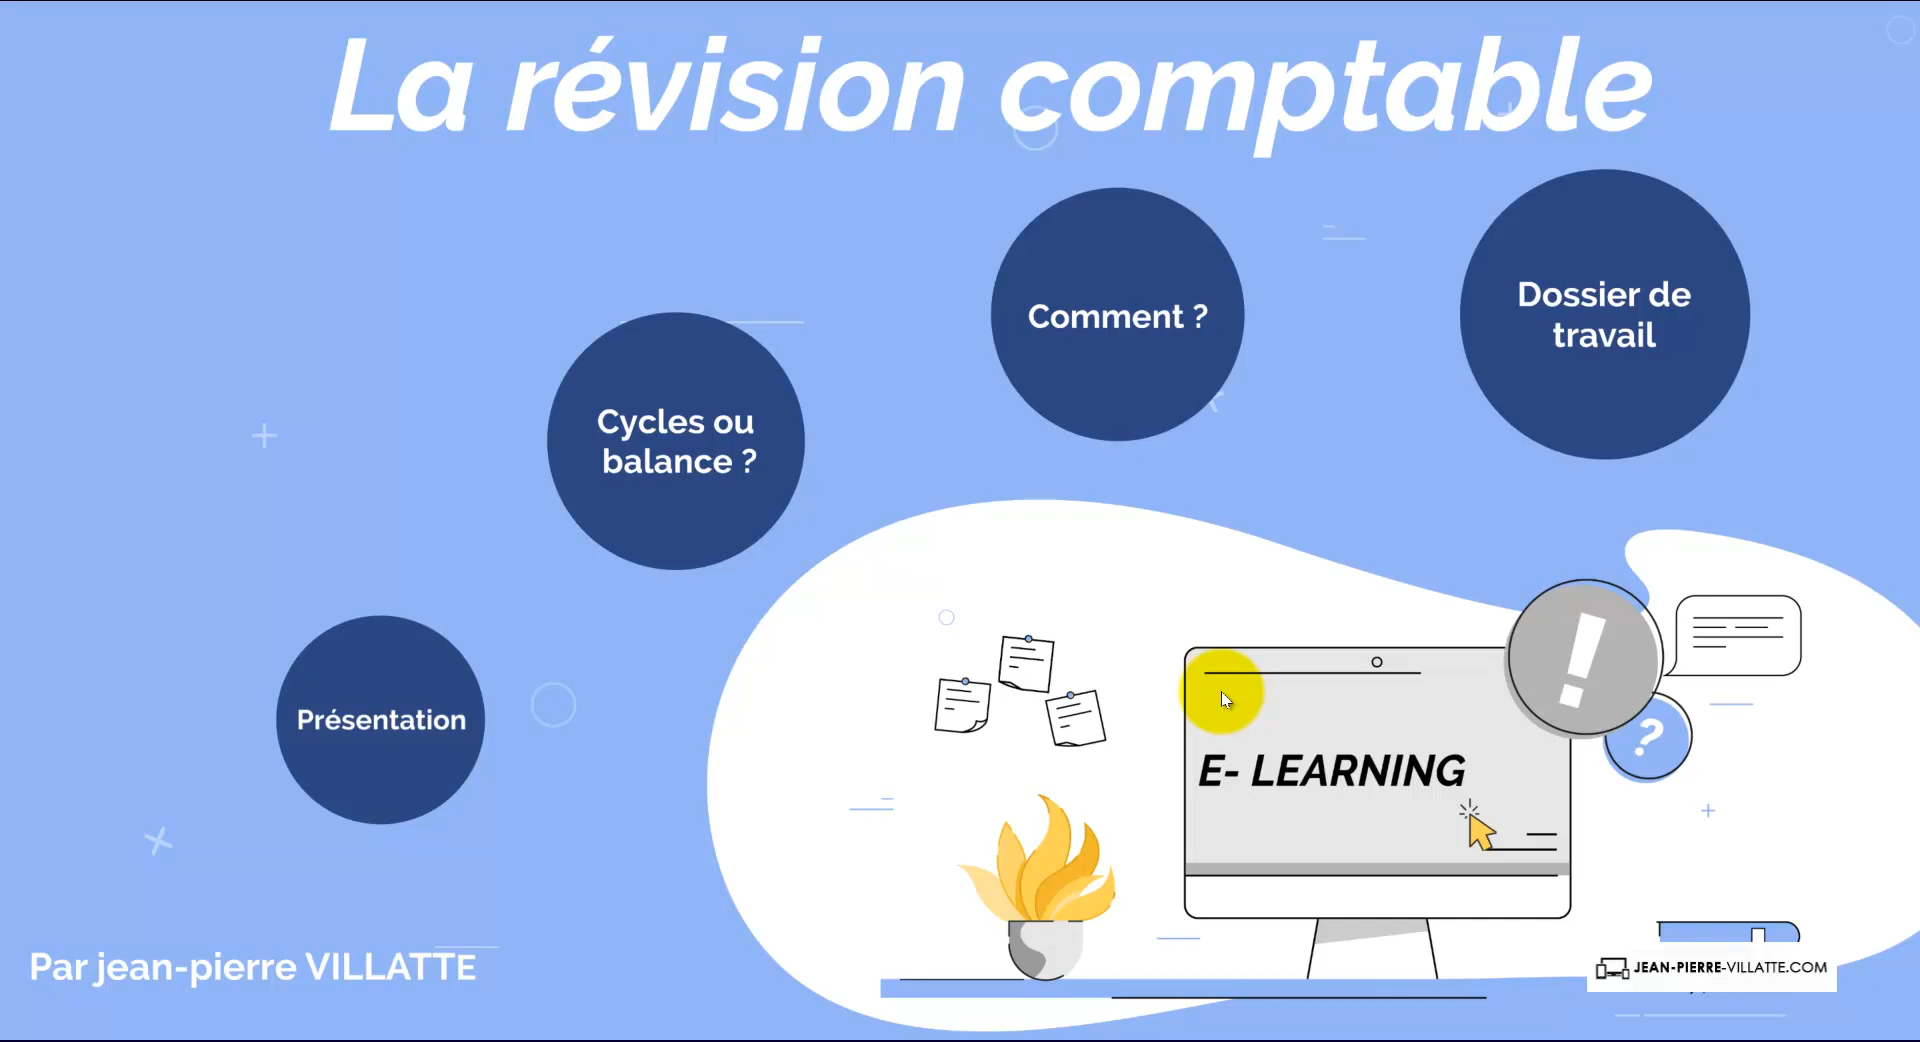 La révision comptable
Dossier de
travail
Comment ?
Cycles ou
balance ?
Présentation
!
?
E- LEARNING
Par jean-pierre VILLATTE
JEAN-PIERRE-VILLATTE.COM